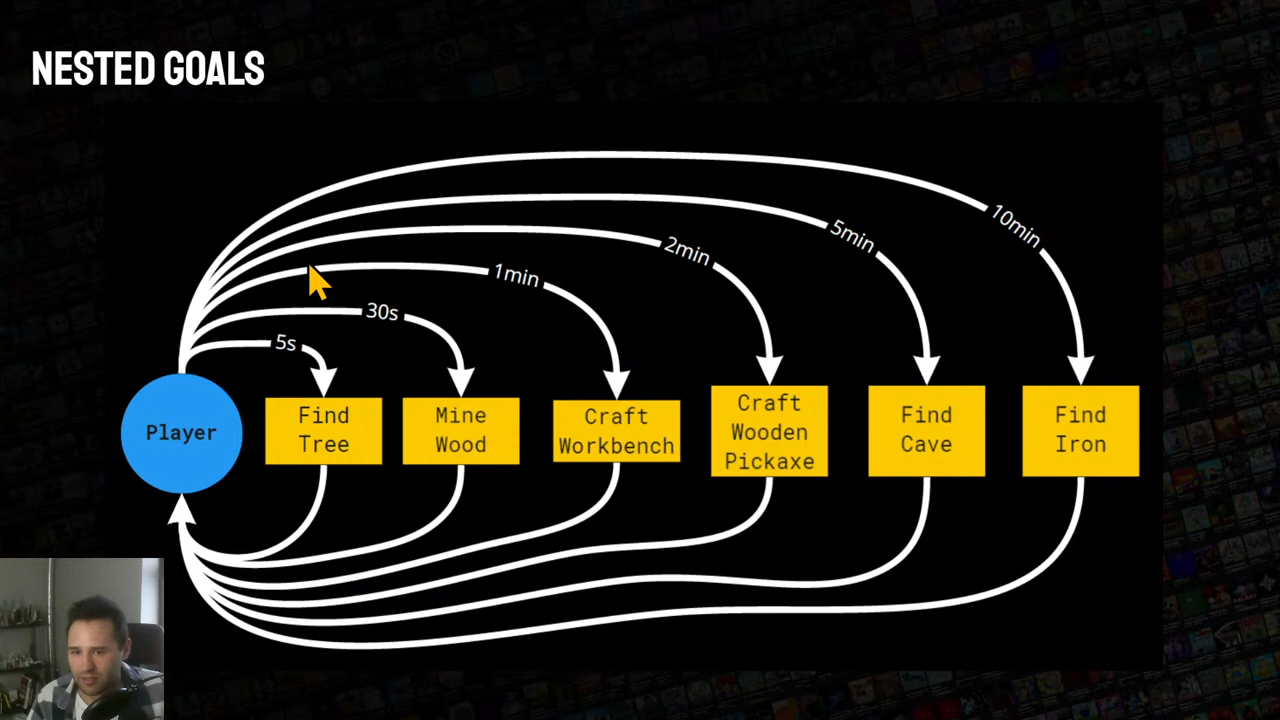 NESTED GOALS
10min
5min
2min
1min
30s
5s
Player
Find
Tree
Mine
Wood
Craft
Workbench
Craft
Wooden
Pickaxe
Find
Cave
Find
Iron